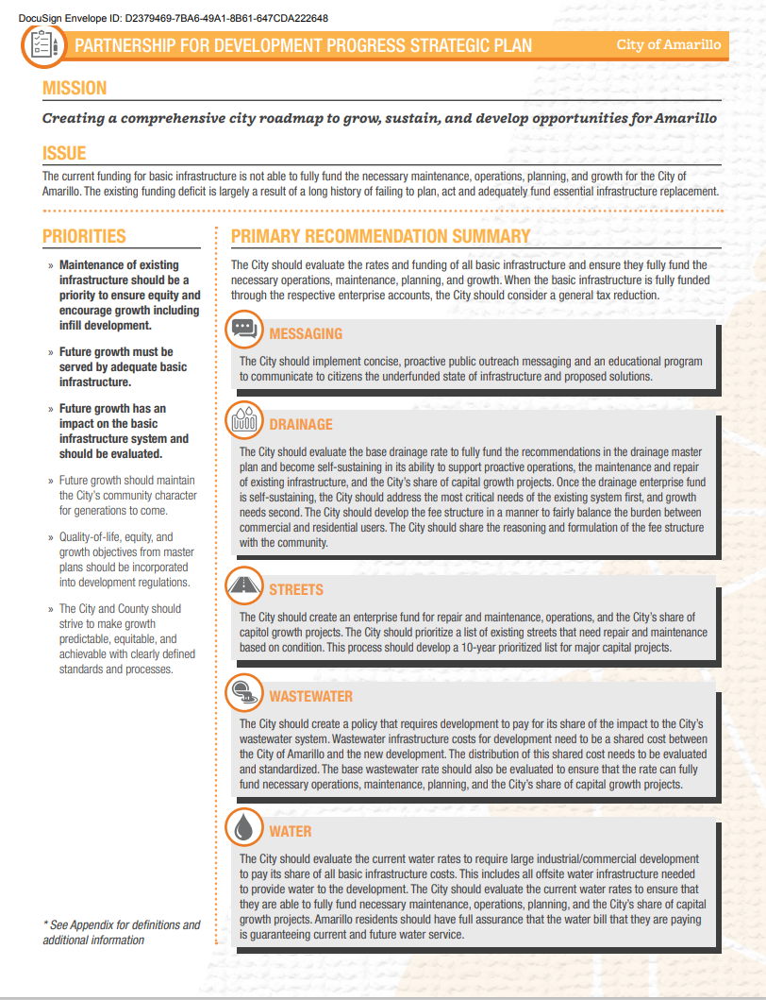 DocuSign Envelope ID: D2379469-7BA6-49A1-8B61-647CDA222648
PARTNERSHIP FOR DEVELOPMENT PROGRESS STRATEGIC PLAN
City of Amarillo
MISSION
Creating a comprehensive city roadmap to grow, sustain, and develop opportunities for Amarillo
ISSUE
The current funding for basic infrastructure is not able to fully fund the necessary maintenance, operations, planning, and growth for the City of
Amarillo. The existing funding deficit is largely a result of a long history of failing to plan, act and adequately fund essential infrastructure replacement.
PRIORITIES
» Maintenance of existing
infrastructure should be a
priority to ensure equity and
encourage growth including
infill development.
» Future growth must be
served by adequate basic
infrastructure.
» Future growth has an
impact on the basic
infrastructure system and
should be evaluated.
» Future growth should maintain
the City's community character
for generations to come.
» Quality-of-life, equity, and
growth objectives from master
plans should be incorporated
into development regulations.
» The City and County should
strive to make growth
predictable, equitable, and
achievable with clearly defined
standards and processes.
* See Appendix for definitions and
additional information
PRIMARY RECOMMENDATION SUMMARY
The City should evaluate the rates and funding of all basic infrastructure and ensure they fully fund the
necessary operations, maintenance, planning, and growth. When the basic infrastructure is fully funded
through the respective enterprise accounts, the City should consider a general tax reduction.
MESSAGING
The City should implement concise, proactive public outreach messaging and an educational program
to communicate to citizens the underfunded state of infrastructure and proposed solutions.
DRAINAGE
The City should evaluate the base drainage rate to fully fund the recommendations in the drainage master
plan and become self-sustaining in its ability to support proactive operations, the maintenance and repair
of existing infrastructure, and the City's share of capital growth projects. Once the drainage enterprise fund
is self-sustaining, the City should address the most critical needs of the existing system first, and growth
needs second. The City should develop the fee structure in a manner to fairly balance the burden between
commercial and residential users. The City should share the reasoning and formulation of the fee structure
with the community.
STREETS
The City should create an enterprise fund for repair and maintenance, operations, and the City's share of
capitol growth projects. The City should prioritize a list of existing streets that need repair and maintenance
based on condition. This process should develop a 10-year prioritized list for major capital projects.
WASTEWATER
The City should create a policy that requires development to pay for its share of the impact to the City's
wastewater system. Wastewater infrastructure costs for development need to be a shared cost between
the City of Amarillo and the new development. The distribution of this shared cost needs to be evaluated
and standardized. The base wastewater rate should also be evaluated to ensure that the rate can fully
fund necessary operations, maintenance, planning, and the City's share of capital growth projects.
WATER
The City should evaluate the current water rates to require large industrial/commercial development
to pay its share of all basic infrastructure costs. This includes all offsite water infrastructure needed
to provide water to the development. The City should evaluate the current water rates to ensure that
they are able to fully fund necessary maintenance, operations, planning, and the City's share of capital
growth projects. Amarillo residents should have full assurance that the water bill that they are paying
is guaranteeing current and future water service.